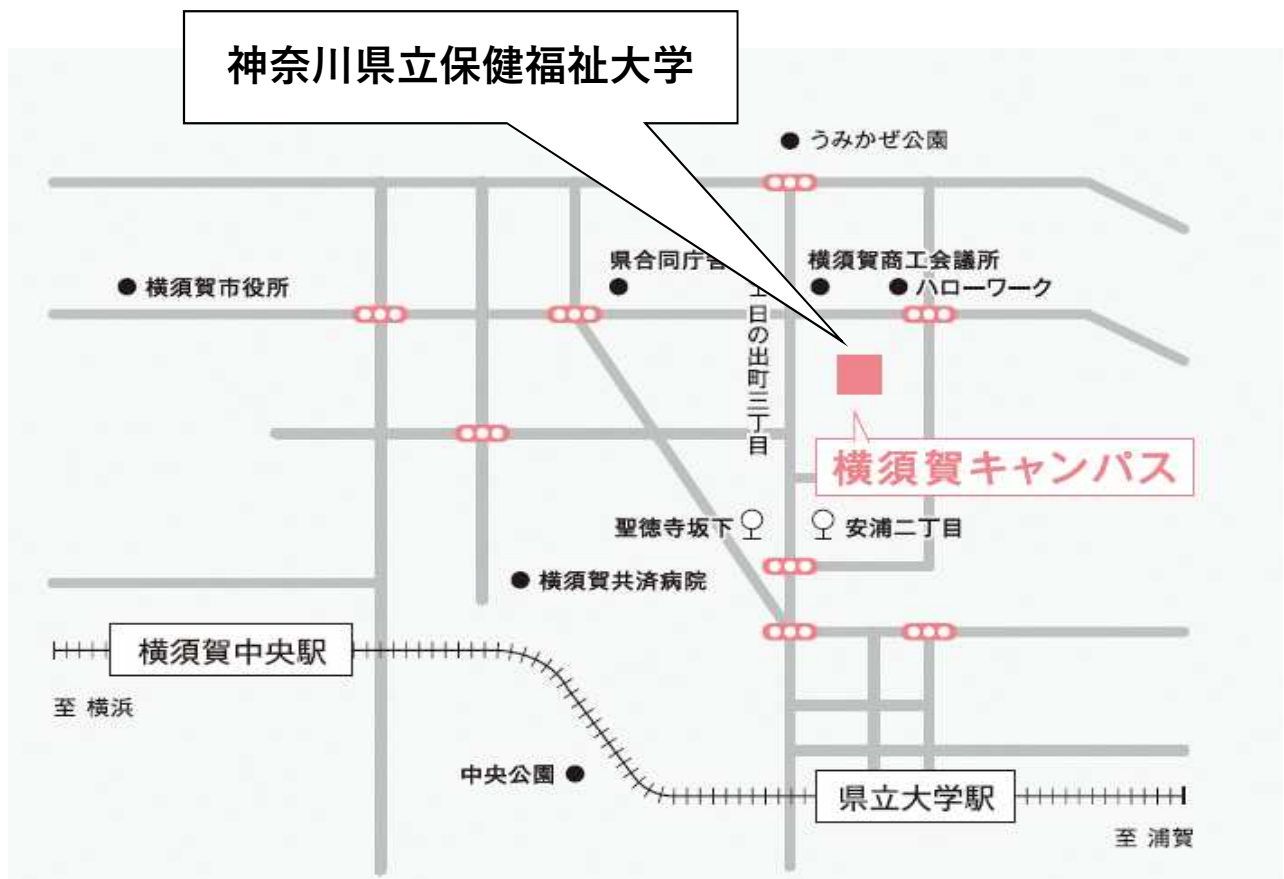 神奈川県立保健福祉大学
うみかぜ公園
県合同庁
横須賀商工会議所
横須賀市役所
ハローワーク
日の出町三丁目
横須賀キャンパス
聖徳寺坂下
安浦二丁目
横須賀共済病院
横須賀中央駅
至 横浜
中央公園
県立大学駅
至 浦賀